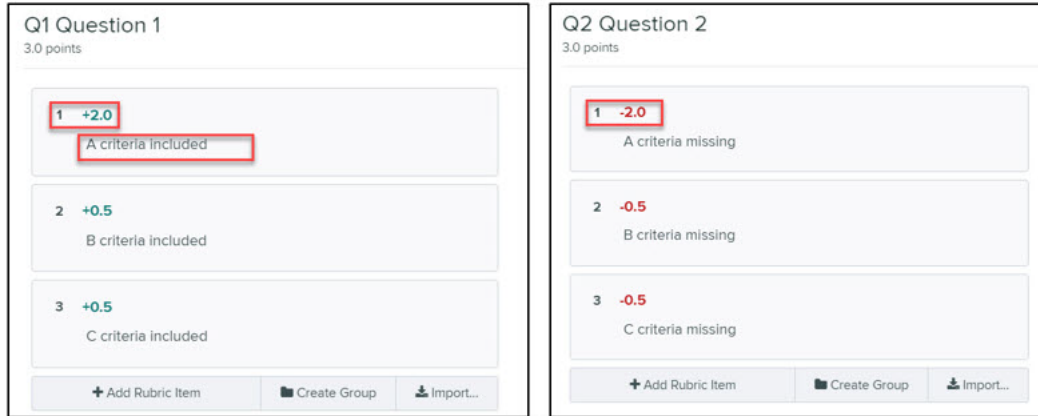 Q1 Question 1
3.0 points
1 +2.0
A criteria included
2 +0.5
B criteria included
3 +0.5
C criteria included
+ Add Rubric Item Create Group Import...
Q2 Question 2
3.0 points
1 -2.0
A criteria missing
2 -0.5
B criteria missing
3 -0.5
C criteria missing
+ Add Rubric Item Create Group Import...